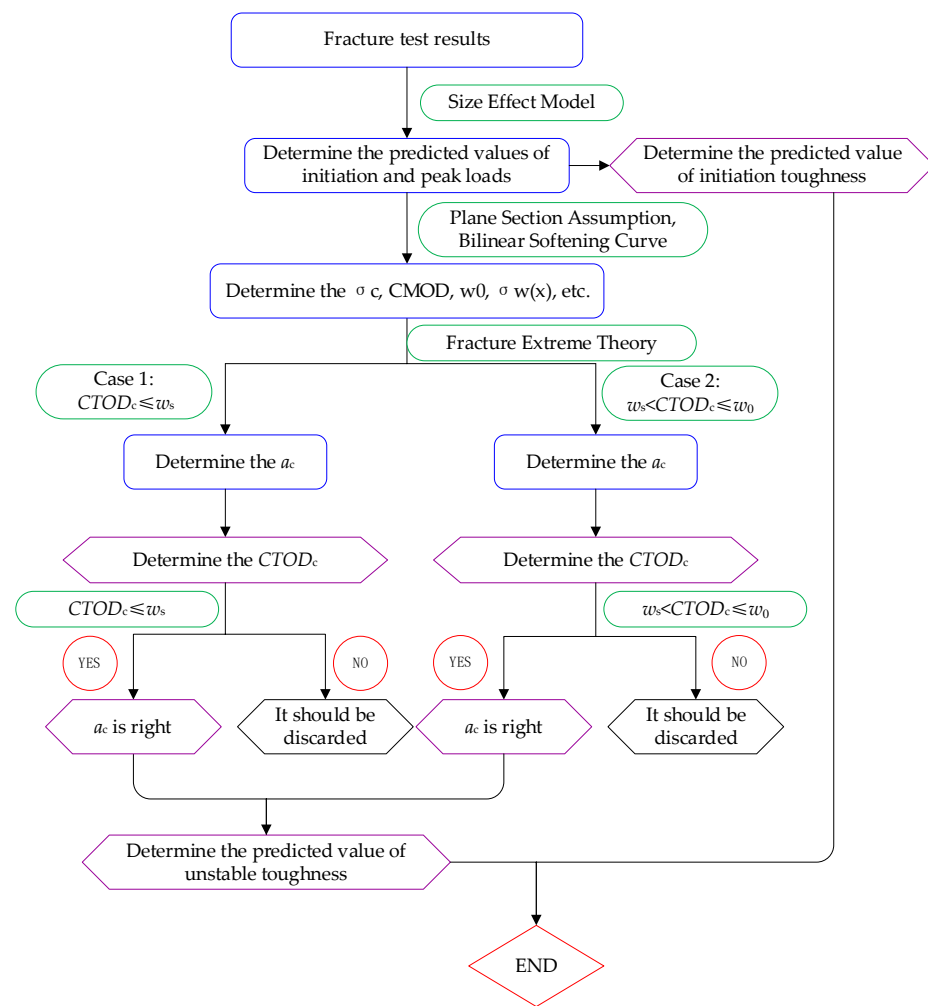 Fracture test results
Size Effect Model
Determine the predicted values of
initiation and peak loads
Determine the predicted value
of initiation toughness
Plane Section Assumption,
Bilinear Softening Curve
Determine the σ c, CMOD, w0, σ w(x), etc.
Fracture Extreme Theory
Case 1:
CTODc≤ws
Case 2:
ws<CTODc≤w0
Determine the ac
Determine the ac
Determine the CTODc
Determine the CTODc
CTODc≤ws
ws<CTODc≤w0
YES
NO
YES
NO
ac is right
It should be
discarded
ac is right
It should be
discarded
Determine the predicted value of
unstable toughness
END